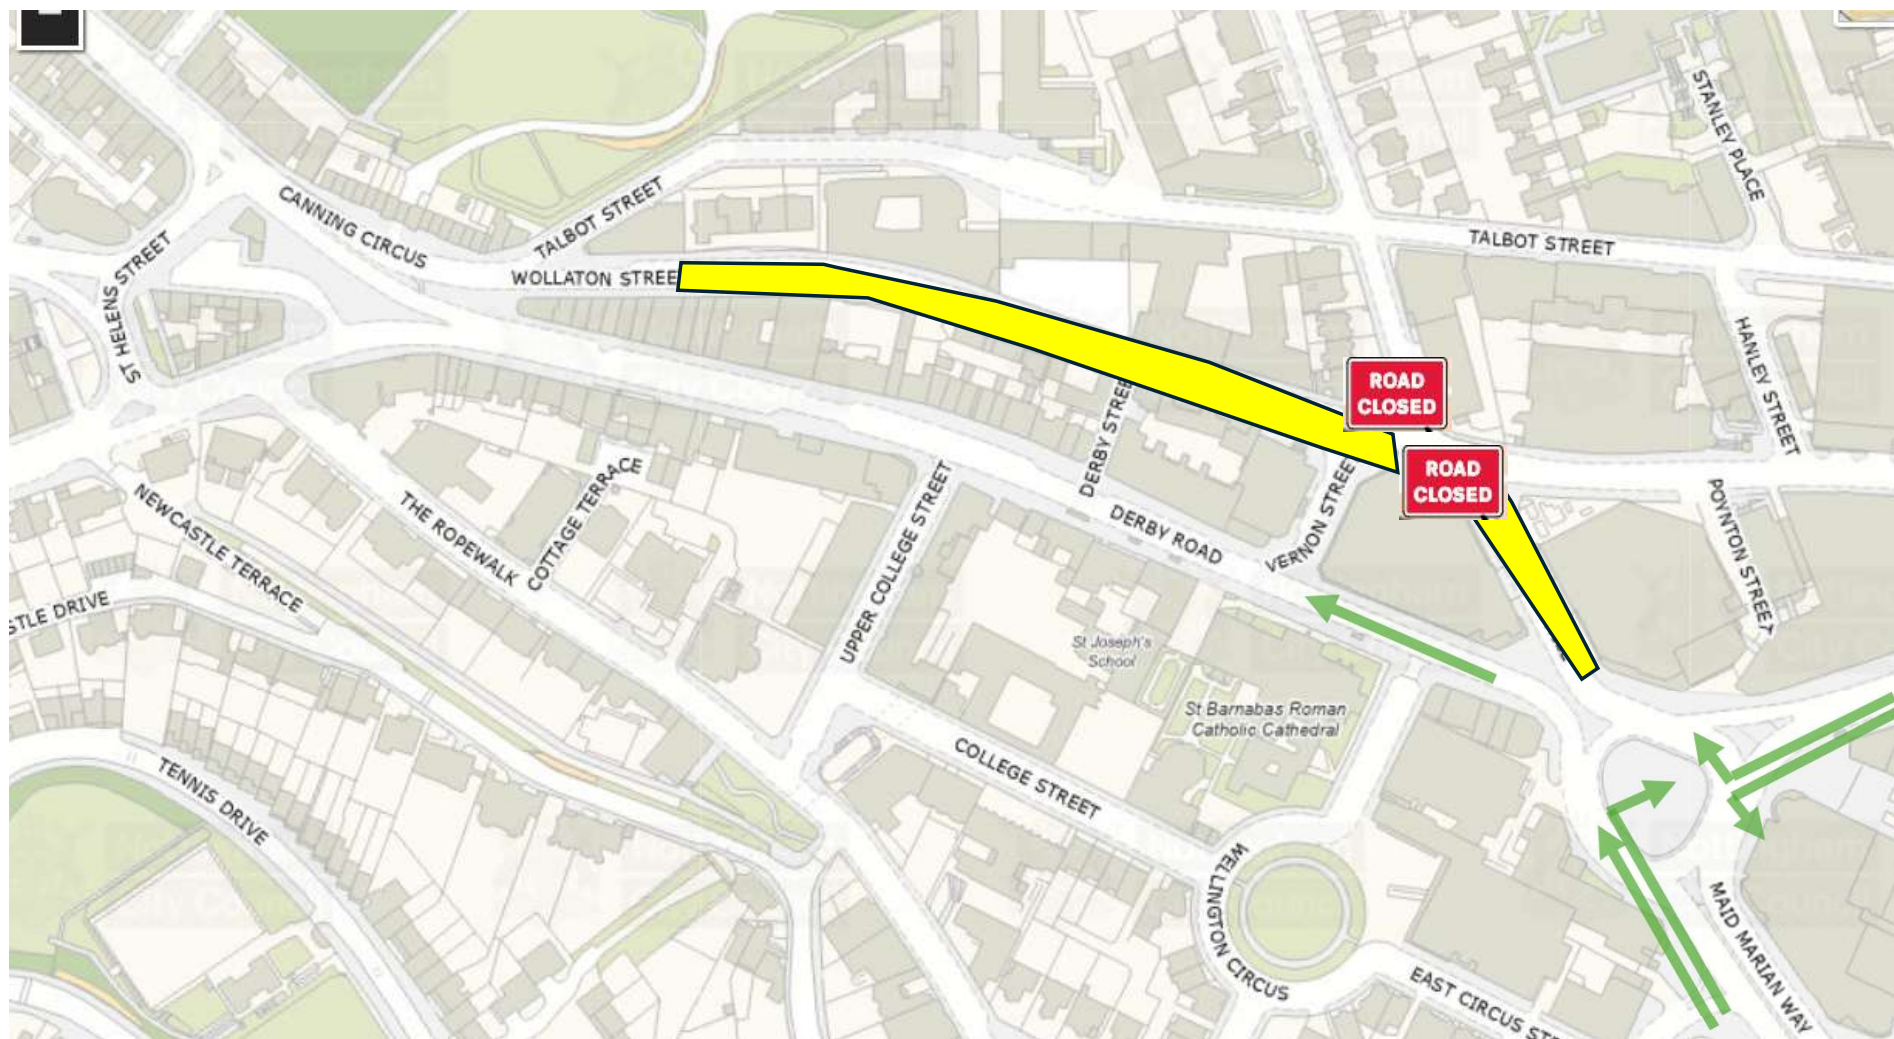 STANLEY PLACE
CANNING CIRCUS
TALBOT STREET
TALBOT STREET
WOLLATON STREE
ST HELENS STREET
HANLEY STREET
ROAD
CLOSED
ROAD
CLOSED
DERBY STREE
NEWCASTLE TERRACE
THE ROPEWALK
COTTAGE TERRACE
UPPER COLLEGE STREET
DERBY ROAD
VERNON STREE
POYNTON STREET
STLE DRIVE
St Joseph's
School
St Barnabas Roman
Catholic Cathedral
COLLEGE STREET
TENNIS DRIVE
WELLINGTON CIRCUS
EAST CIRCUS ST
MAID MARIAN WAY